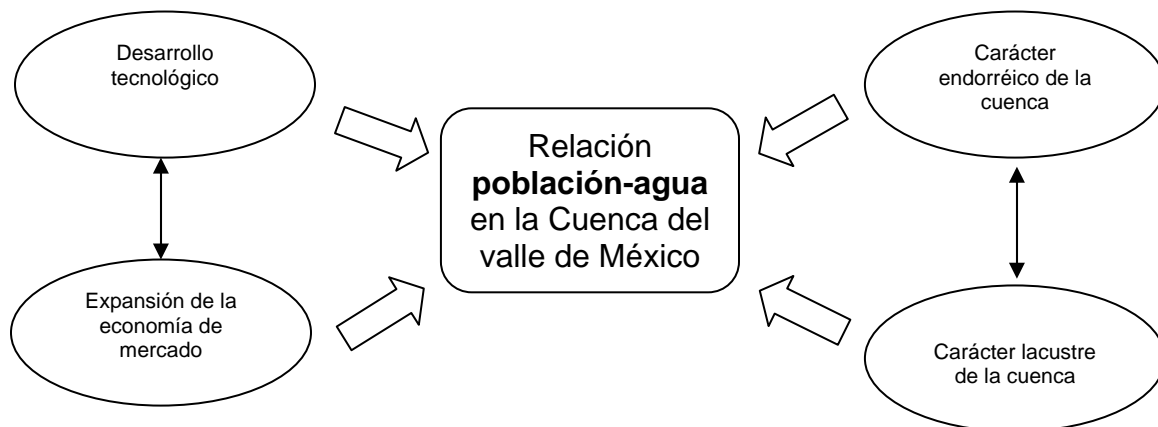 Desarrollo
tecnológico
Expansión de la
economía de
mercado
Relación
población-agua
en la Cuenca del
valle de México
Carácter
endorréico de la
cuenca
Carácter lacustre
de la cuenca